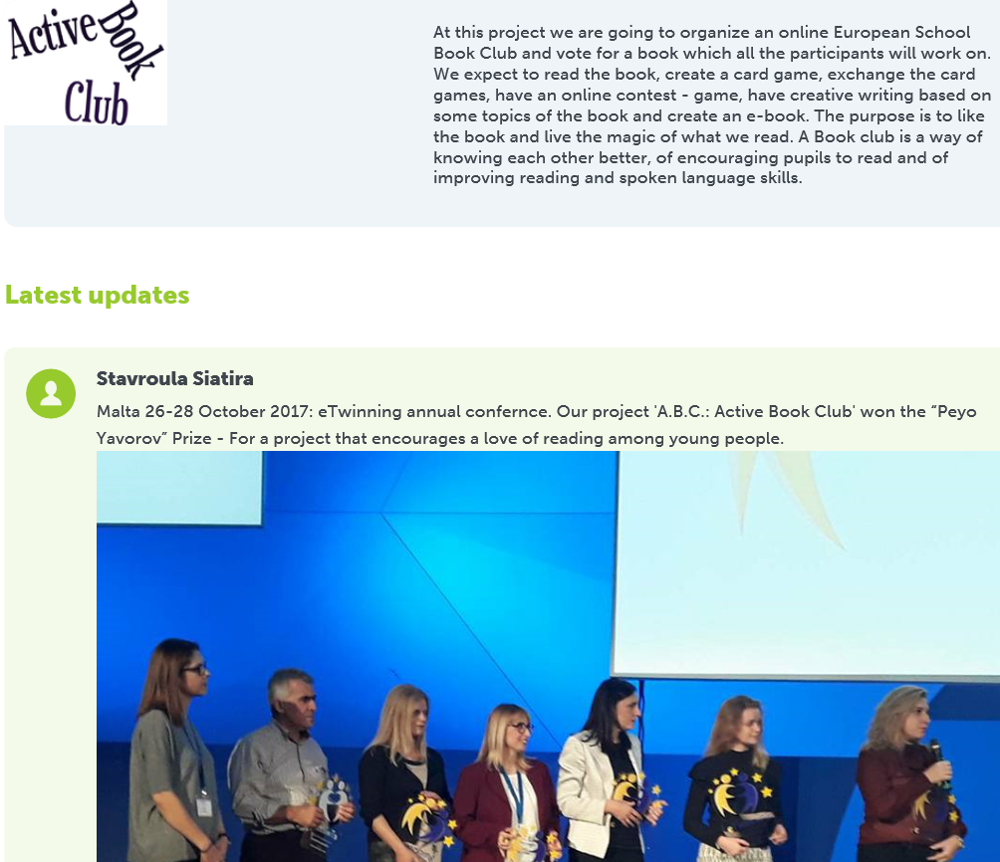 Active Book
Club
At this project we are going to organize an online European School
Book Club and vote for a book which all the participants will work on.
We expect to read the book, create a card game, exchange the card
games, have an online contest - game, have creative writing based on
some topics of the book and create an e-book. The purpose is to like
the book and live the magic of what we read. A Book club is a way of
knowing each other better, of encouraging pupils to read and of
improving reading and spoken language skills.
Latest updates
Stavroula Siatira
Malta 26-28 October 2017: eTwinning annual confernce. Our project 'A.B.C.: Active Book Club' won the “Peyo
Yavorov” Prize - For a project that encourages a love of reading among young people.